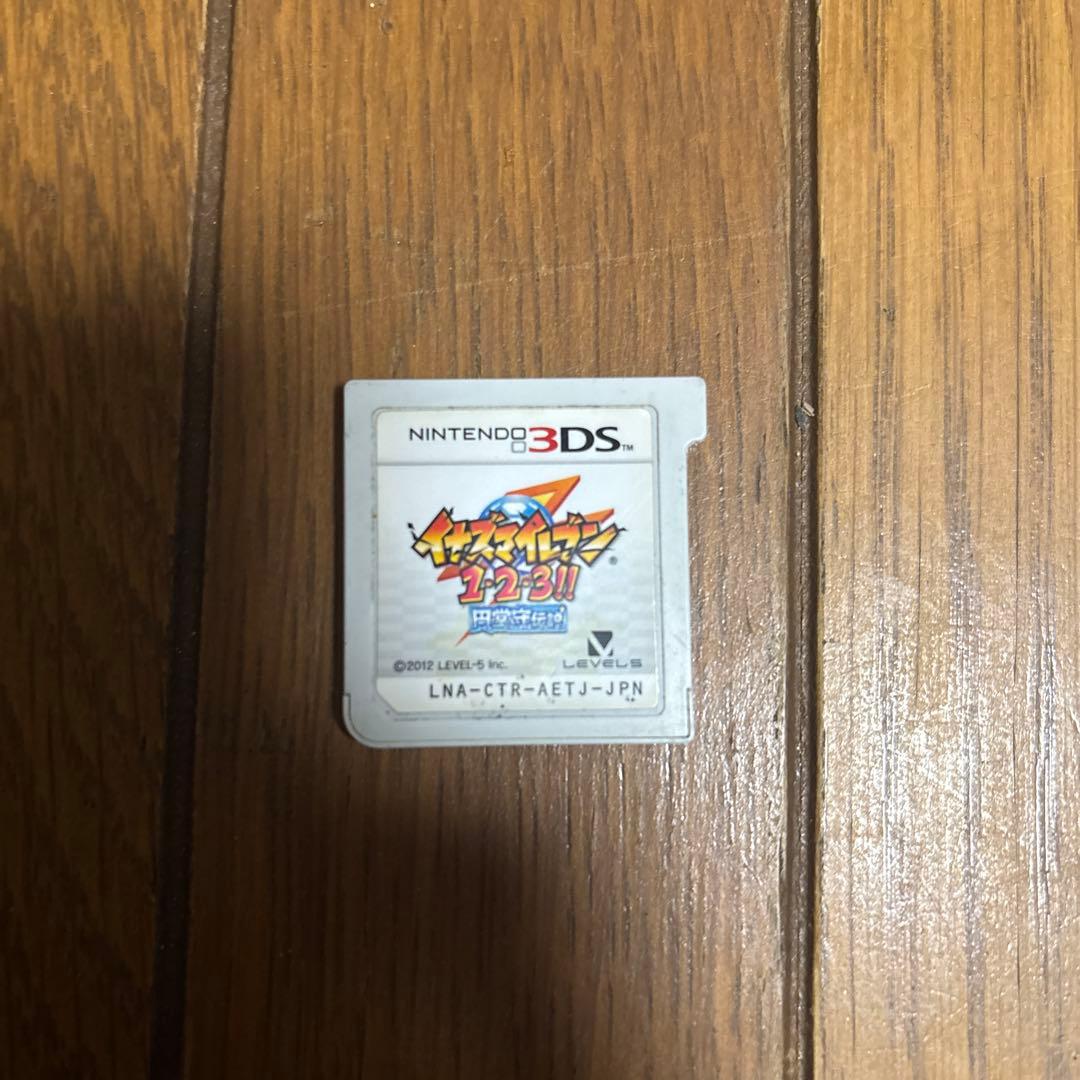 NINTENDO 3DS™
イナズマイレブン®
1·2·3!!
円堂守伝説
©2012 LEVEL-5 Inc.
LEVEL5
LNA-CTR-AETJ-JPN